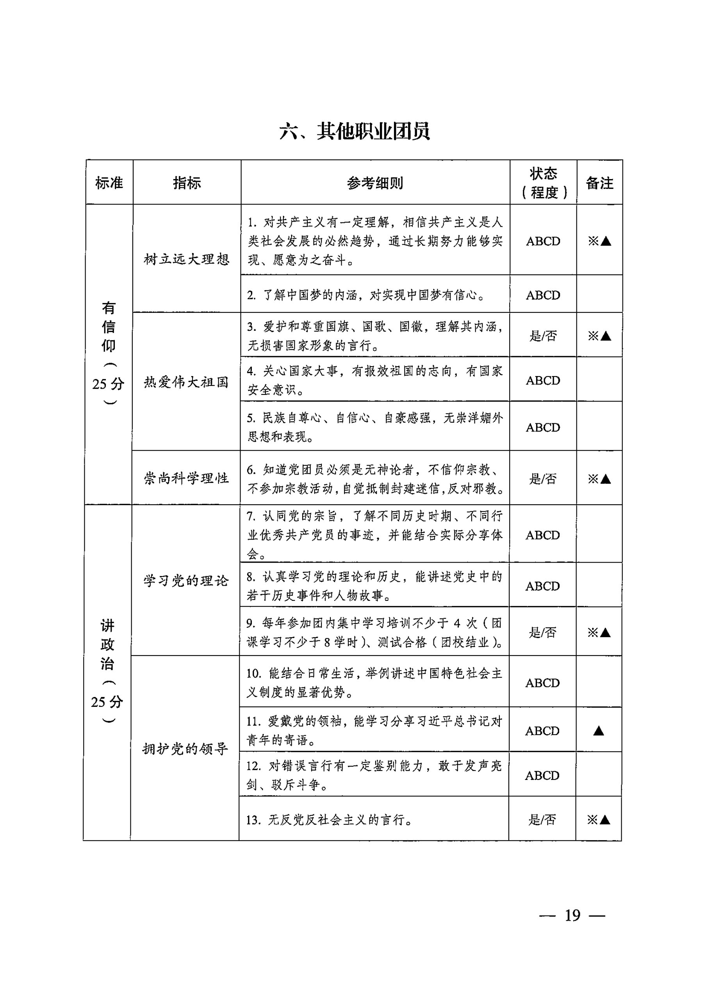 六、其他职业团员
标准
指标
参考细则
状态
（程度）
备注
有
信
仰
（
25 分
）
树立远大理想
1. 对共产主义有一定理解，相信共产主义是人
类社会发展的必然趋势，通过长期努力能够实
现、愿意为之奋斗。
ABCD
※▲
2. 了解中国梦的内涵，对实现中国梦有信心。
ABCD
热爱伟大祖国
3. 爱护和尊重国旗、国歌、国徽，理解其内涵，
无损害国家形象的言行。
是/否
※▲
4. 关心国家大事，有报效祖国的志向，有国家
安全意识。
ABCD
5. 民族自尊心、自信心、自豪感强，无崇洋媚外
思想和表现。
ABCD
崇尚科学理性
6. 知道党团员必须是无神论者，不信仰宗教、
不参加宗教活动，自觉抵制封建迷信，反对邪教。
是/否
※▲
讲
政
治
（
25 分
）
学习党的理论
7. 认同党的宗旨，了解不同历史时期、不同行
业优秀共产党员的事迹，并能结合实际分享体
会。
ABCD
8. 认真学习党的理论和历史，能讲述党史中的
若干历史事件和人物故事。
ABCD
9. 每年参加团内集中学习培训不少于 4 次（团
课学习不少于 8 学时）、测试合格（团校结业）。
是/否
※▲
拥护党的领导
10. 能结合日常生活，举例讲述中国特色社会主
义制度的显著优势。
ABCD
11. 爱戴党的领袖，能学习分享习近平总书记对
青年的寄语。
ABCD
▲
12. 对错误言行有一定鉴别能力，敢于发声亮
剑、驳斥斗争。
ABCD
13. 无反党反社会主义的言行。
是/否
※▲
— 19 —